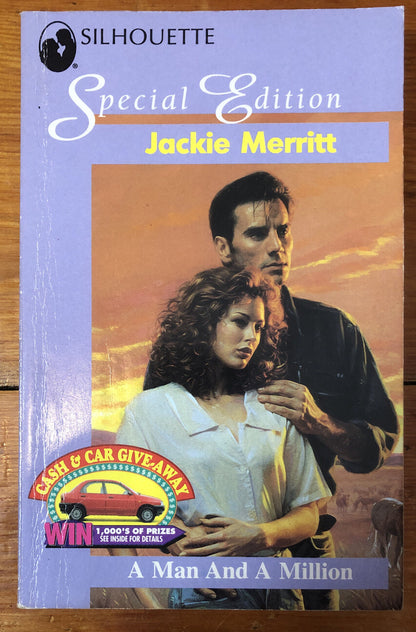 SILHOUETTE
®
Special Edition
Jackie Merritt
CASH & CAR GIVE-AWAY
WIN 1,000'S OF PRIZES
SEE INSIDE FOR DETAILS
A Man And A Million